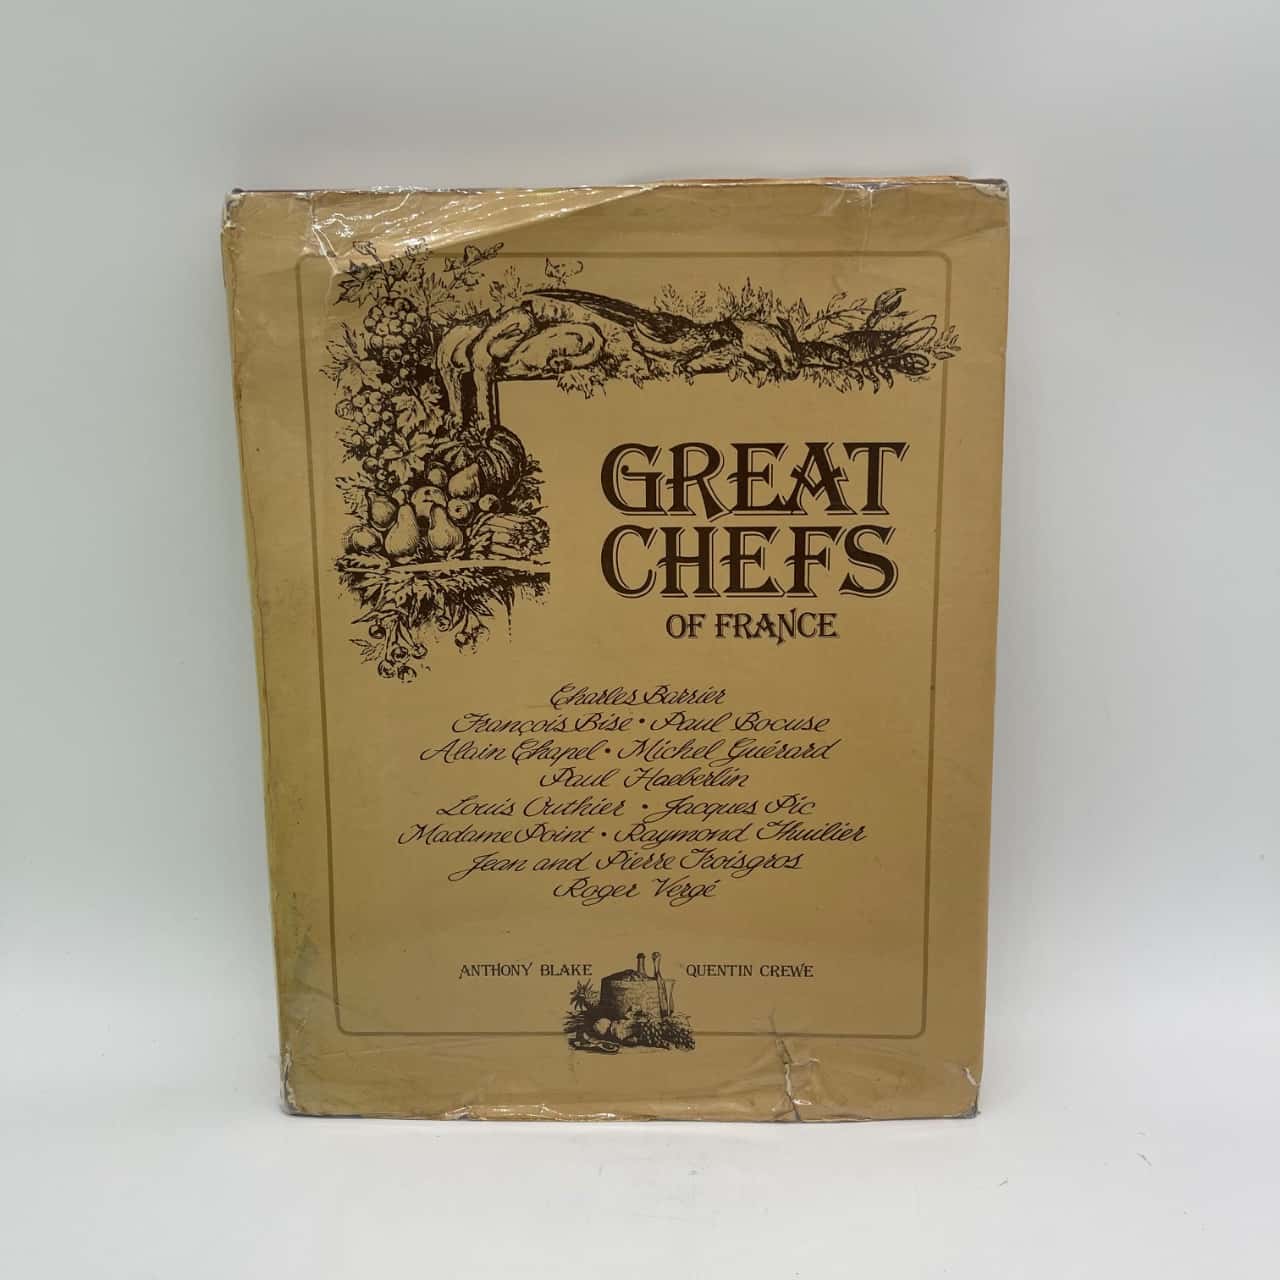 GREAT
CHEFS
OF FRANCE
Charles Barrier
François Bise • Paul Bocuse
Alain Chapel • Michel Guérard
Paul Haeberlin
Louis Outhier • Jacques Pic
Madame Point • Raymond Thuilier
Jean and Pierre Troisgros
Roger Vergé
ANTHONY BLAKE QUENTIN CREWE